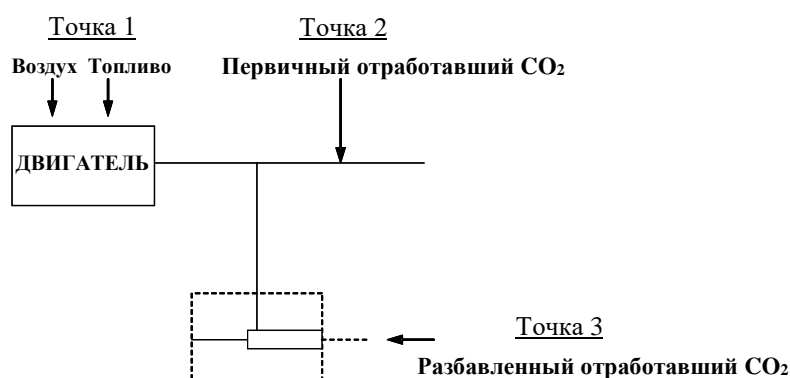 Точка 1
Точка 2
Воздух Топливо
Первичный отработавший CO₂
ДВИГАТЕЛЬ
Точка 3
Разбавленный отработавший CO₂